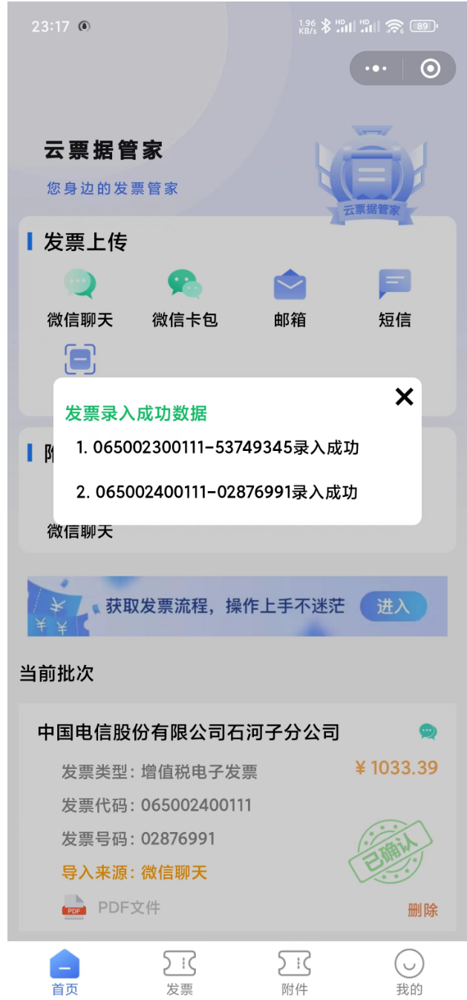 23:17
1.96 KB/s HD HD 6 89
云票据管家
您身边的发票管家
云票据管家
发票上传
微信聊天 微信卡包 邮箱 短信
发票录入成功数据
1. 065002300111-53749345录入成功
2. 065002400111-02876991录入成功
微信聊天
获取发票流程，操作上手不迷茫 进入
当前批次
中国电信股份有限公司石河子分公司
发票类型：增值税电子发票 ¥1033.39
发票代码：065002400111
发票号码：02876991
已确认
导入来源：微信聊天
PDF PDF文件 删除
首页 发票 附件 我的